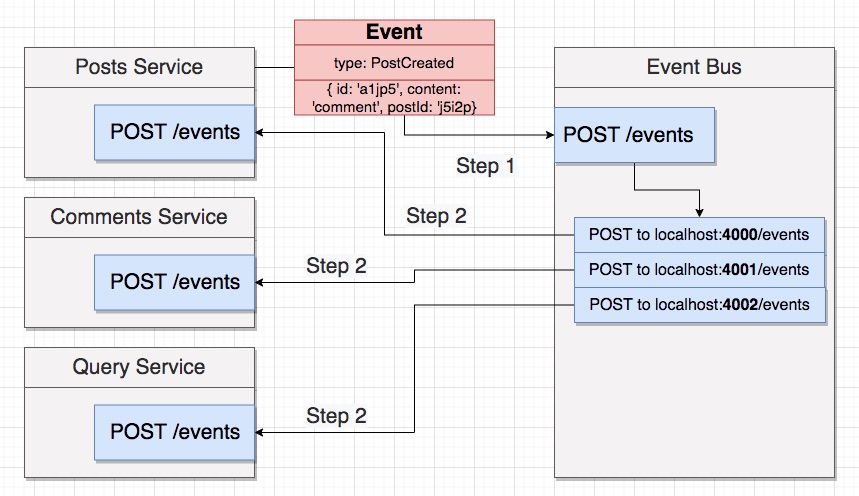 Event
type: PostCreated
{ id: 'a1jp5', content:
'comment', postId: 'j5i2p}
Posts Service
POST /events
Event Bus
POST /events
Step 1
Step 2
POST to localhost:4000/events
POST to localhost:4001/events
POST to localhost:4002/events
Comments Service
POST /events
Step 2
Query Service
POST /events
Step 2